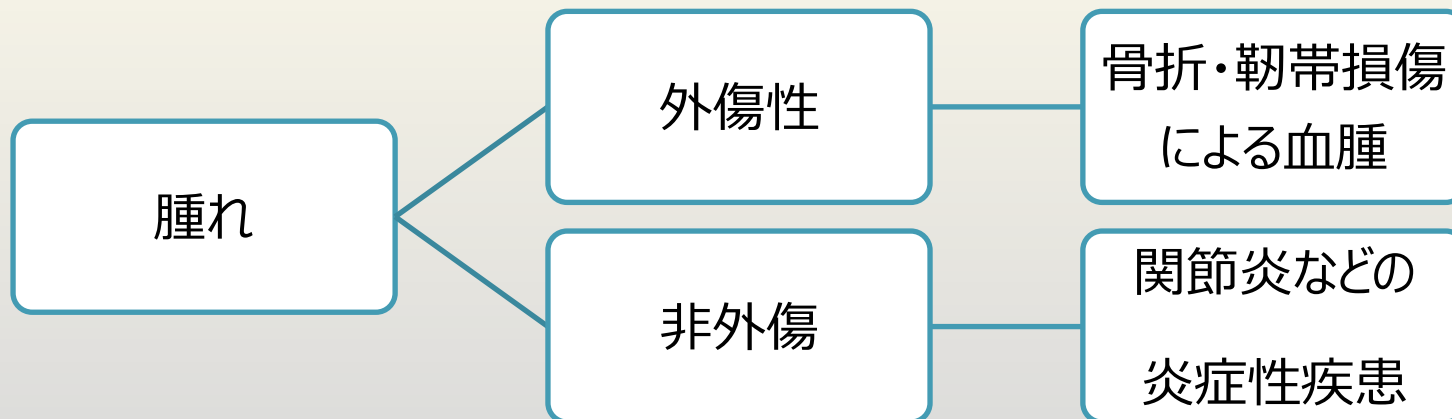 腫れ
外傷性
骨折・靭帯損傷
による血腫
非外傷
関節炎などの
炎症性疾患